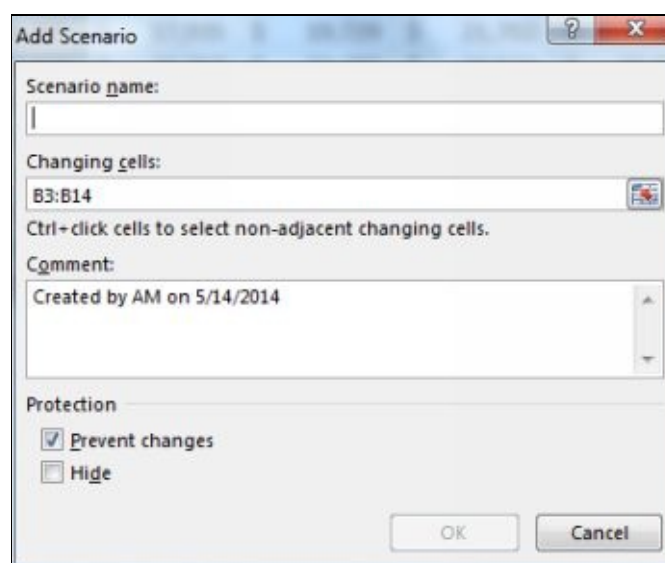 Add Scenario
?
X
Scenario name:
Changing cells:
B3:B14
Ctrl+click cells to select non-adjacent changing cells.
Comment:
Created by AM on 5/14/2014
Protection
Prevent changes
Hide
OK
Cancel